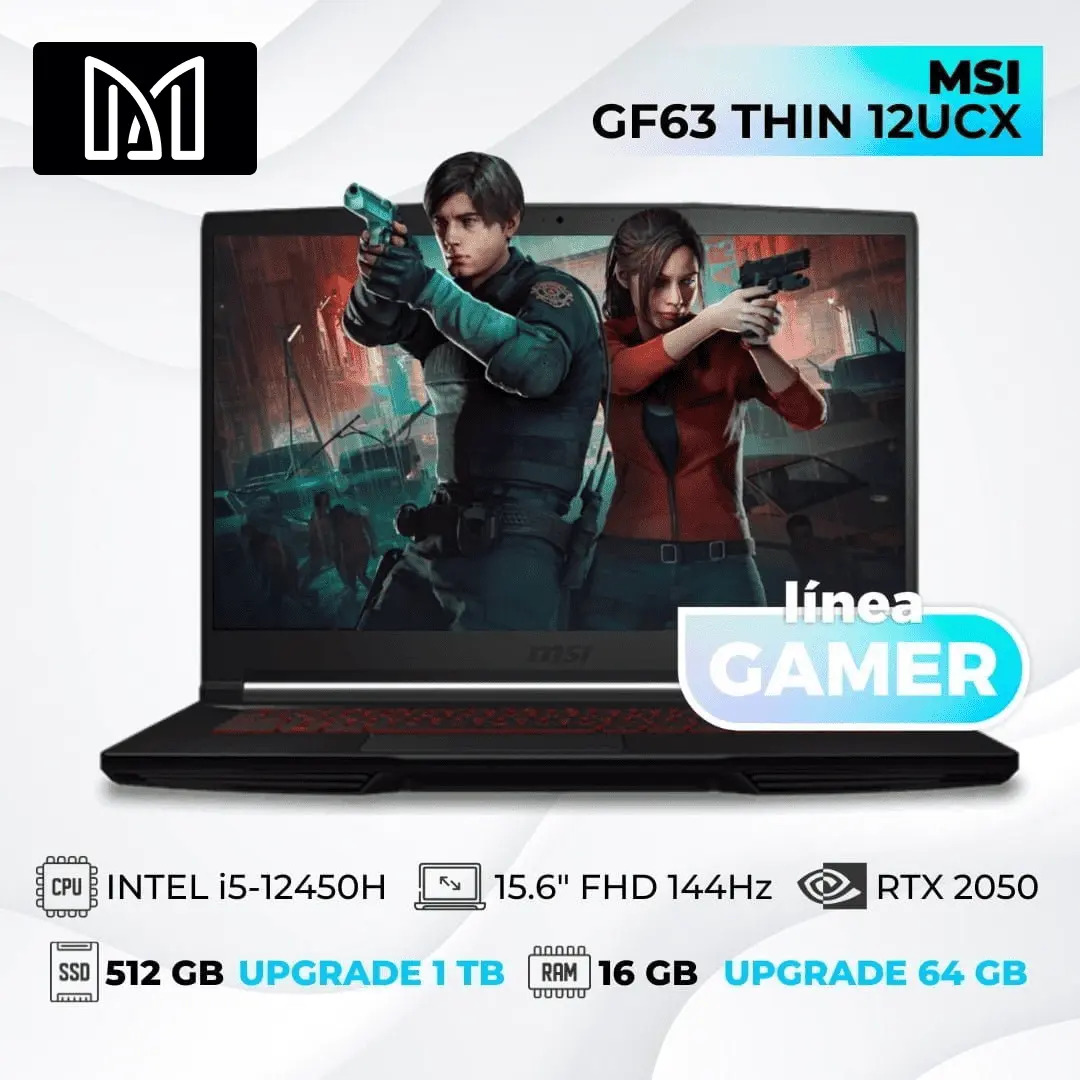 MSI
GF63 THIN 12UCX
msi
línea
GAMER
CPU INTEL i5-12450H 15.6" FHD 144Hz RTX 2050
SSD 512 GB UPGRADE 1 TB RAM 16 GB UPGRADE 64 GB